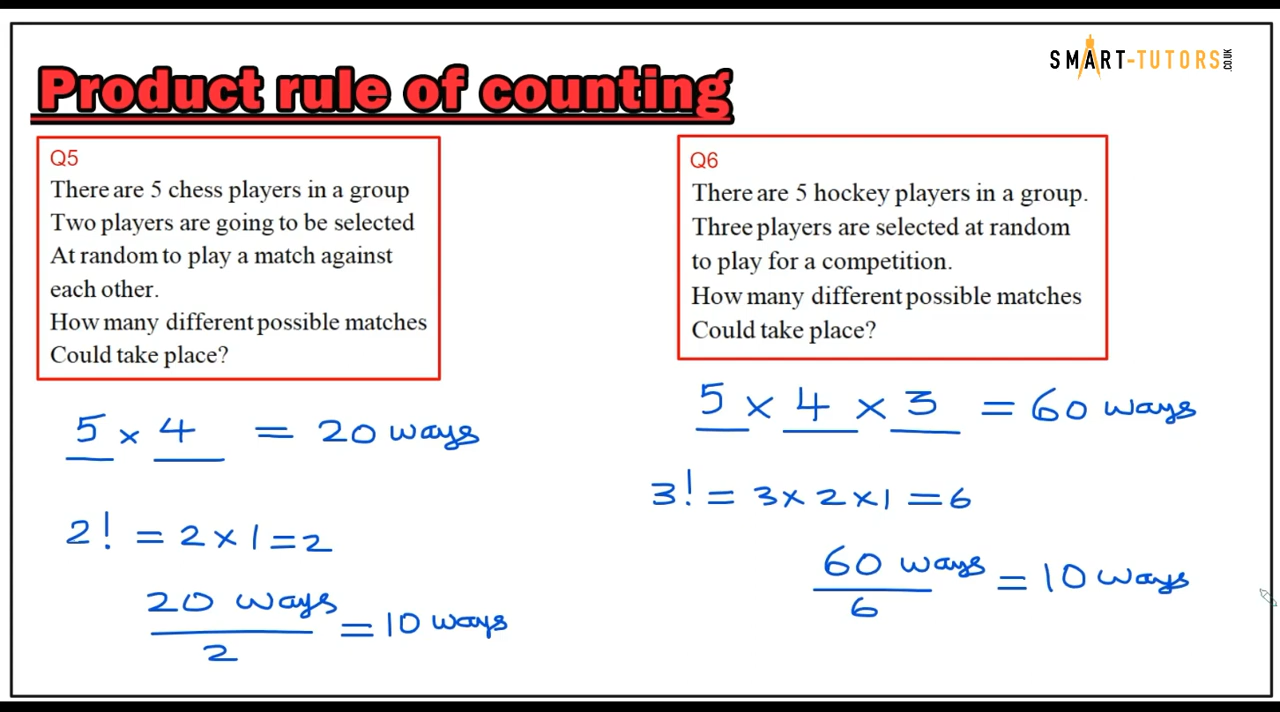 SMART-TUTORS.CO.UK
Product rule of counting
Q5
There are 5 chess players in a group
Two players are going to be selected
At random to play a match against
each other.
How many different possible matches
Could take place?
5 × 4 = 20 ways
2! = 2 × 1 = 2
20 ways
2
= 10 ways
Q6
There are 5 hockey players in a group.
Three players are selected at random
to play for a competition.
How many different possible matches
Could take place?
5 × 4 × 3 = 60 ways
3! = 3 × 2 × 1 = 6
60 ways
6
= 10 ways